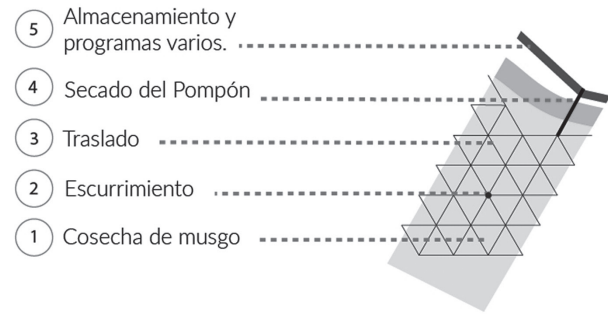 5 Almacenamiento y
programas varios.
4 Secado del Pompón
3 Traslado
2 Escurrimiento
1 Cosecha de musgo